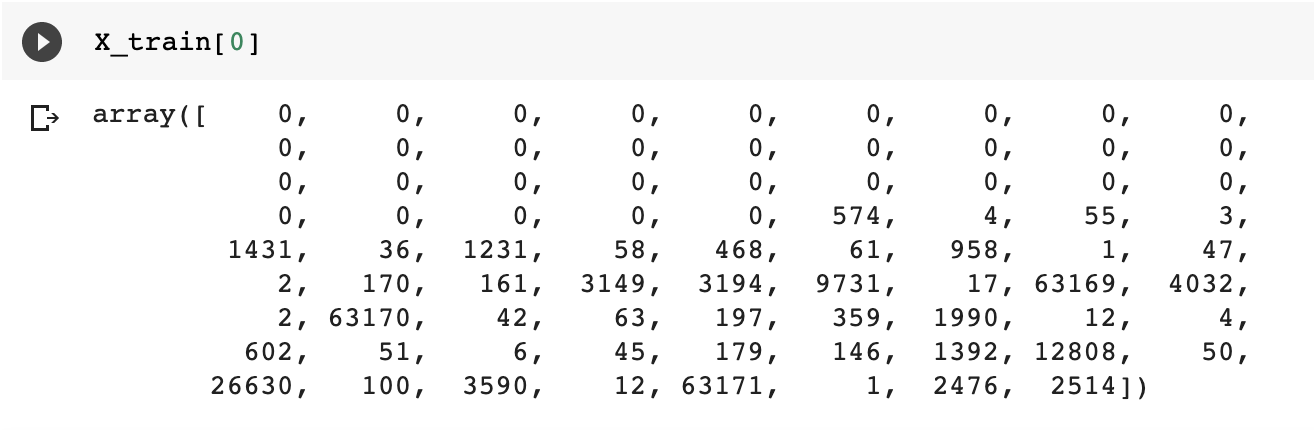 X_train[0]
array([ 0, 0, 0, 0, 0, 0, 0, 0, 0,
0, 0, 0, 0, 0, 0, 0, 0, 0,
0, 0, 0, 0, 0, 0, 0, 0, 0,
0, 0, 0, 0, 0, 574, 4, 55, 3,
1431, 36, 1231, 58, 468, 61, 958, 1, 47,
2, 170, 161, 3149, 3194, 9731, 17, 63169, 4032,
2, 63170, 42, 63, 197, 359, 1990, 12, 4,
602, 51, 6, 45, 179, 146, 1392, 12808, 50,
26630, 100, 3590, 12, 63171, 1, 2476, 2514])